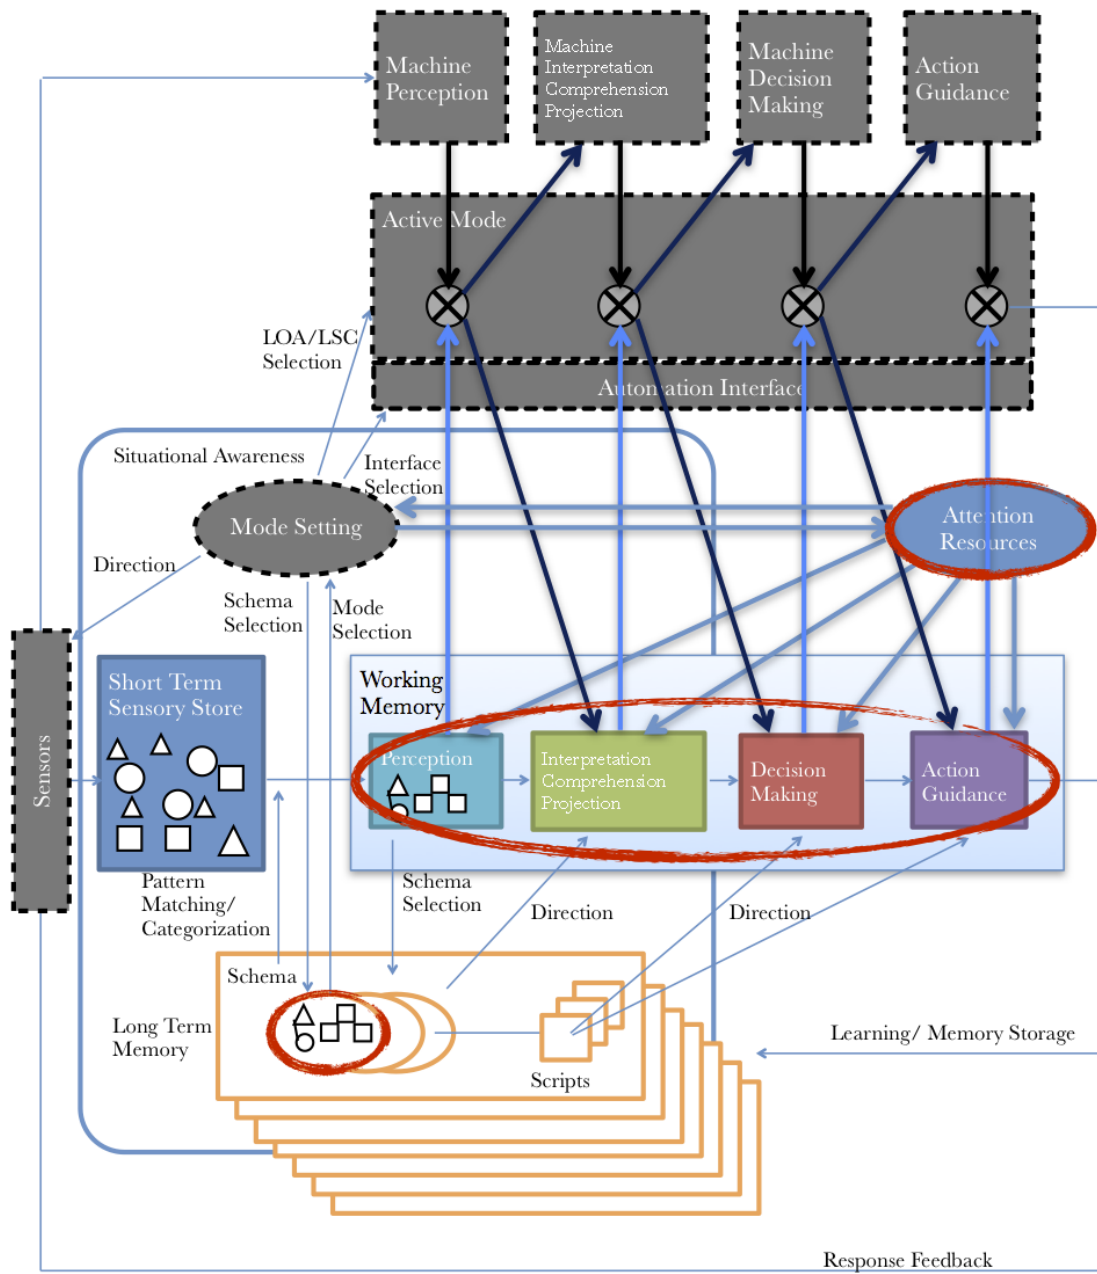 Machine
Perception
Machine
Interpretation
Comprehension
Projection
Machine
Decision
Making
Action
Guidance
Active Mode
LOA/LSC
Selection
Automation Interface
Situational Awareness
Interface
Selection
Mode Setting
Attention
Resources
Direction
Schema
Selection
Mode
Selection
Sensors
Short Term
Sensory Store
Working
Memory
Perception
Interpretation
Comprehension
Projection
Decision
Making
Action
Guidance
Pattern
Matching/
Categorization
Schema
Selection
Direction
Direction
Schema
Long Term
Memory
Scripts
Learning/ Memory Storage
Response Feedback